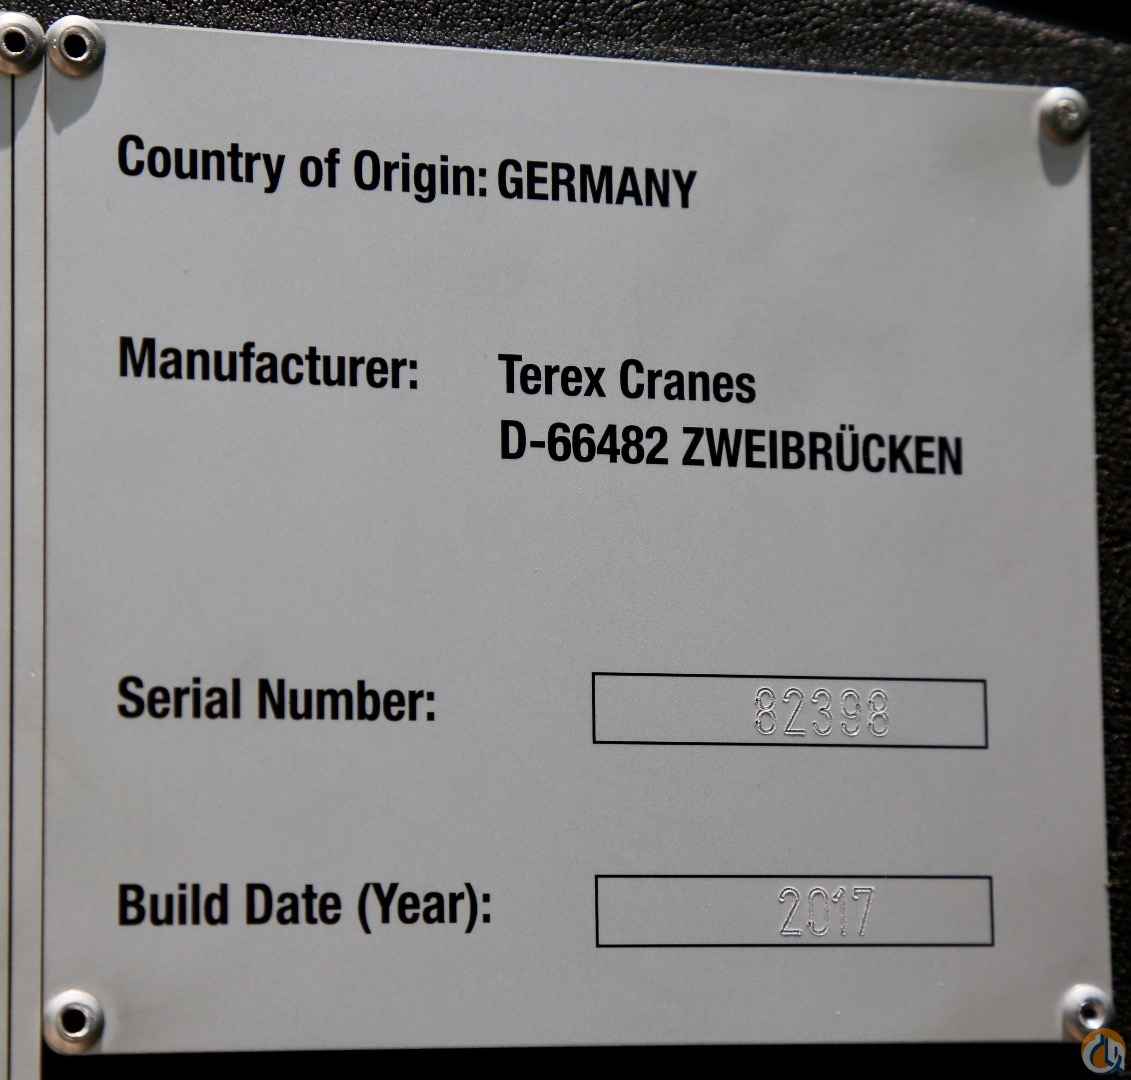 Country of Origin: GERMANY
Manufacturer: Terex Cranes
D-66482 ZWEIBRÜCKEN
Serial Number: 82398
Build Date (Year): 2017